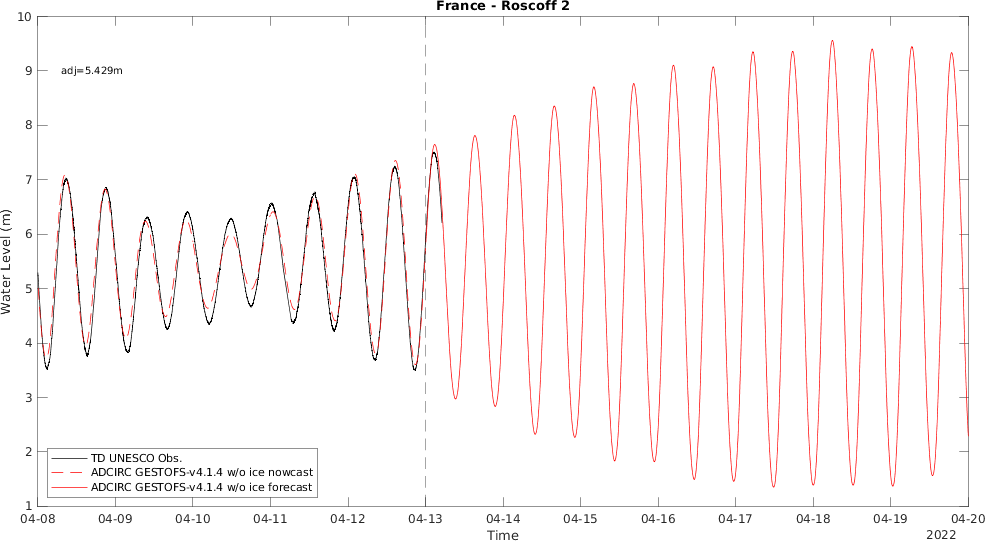 France - Roscoff 2
10
9
8
7
6
5
4
3
2
1
Water Level (m)
adj=5.429m
TD UNESCO Obs.
ADCIRC GESTOFS-v4.1.4 w/o ice nowcast
ADCIRC GESTOFS-v4.1.4 w/o ice forecast
04-08 04-09 04-10 04-11 04-12 04-13 04-14 04-15 04-16 04-17 04-18 04-19 04-20
Time
2022